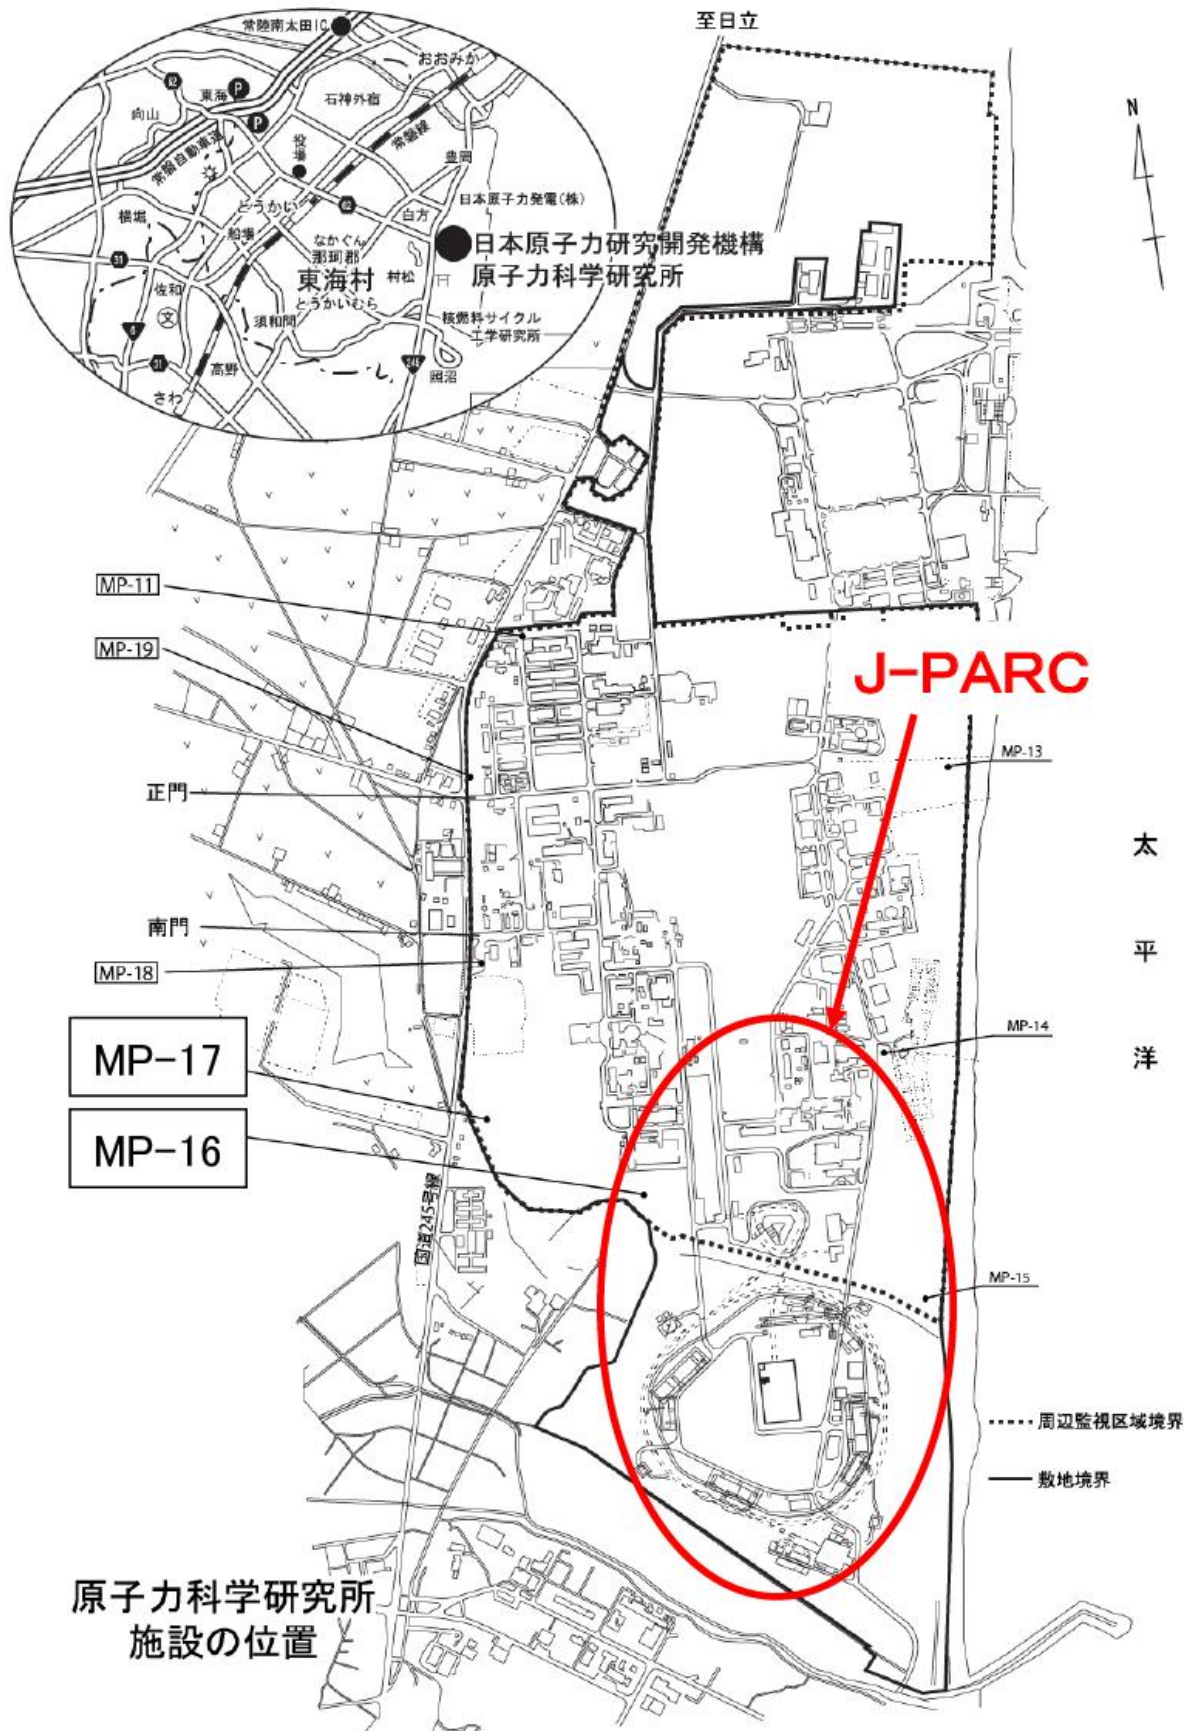 至日立
N
常陸南太田IC
おおみか
62
東海
P
P
石神外宿
向山
常磐線
常磐自動車道
役場
豊岡
日本原子力発電(株)
とうかい
62
白方
横堀
船場
なかぐん
那珂郡
日本原子力研究開発機構
原子力科学研究所
31
東海村
村松
佐和
とうかいむら
文
須和間
核燃料サイクル
工学研究所
6
31
高野
245
照沼
さわ
MP-11
MP-19
J-PARC
MP-13
正門
太平洋
南門
MP-18
MP-17
MP-14
MP-16
国道245号線
MP-15
周辺監視区域境界
敷地境界
原子力科学研究所
施設の位置